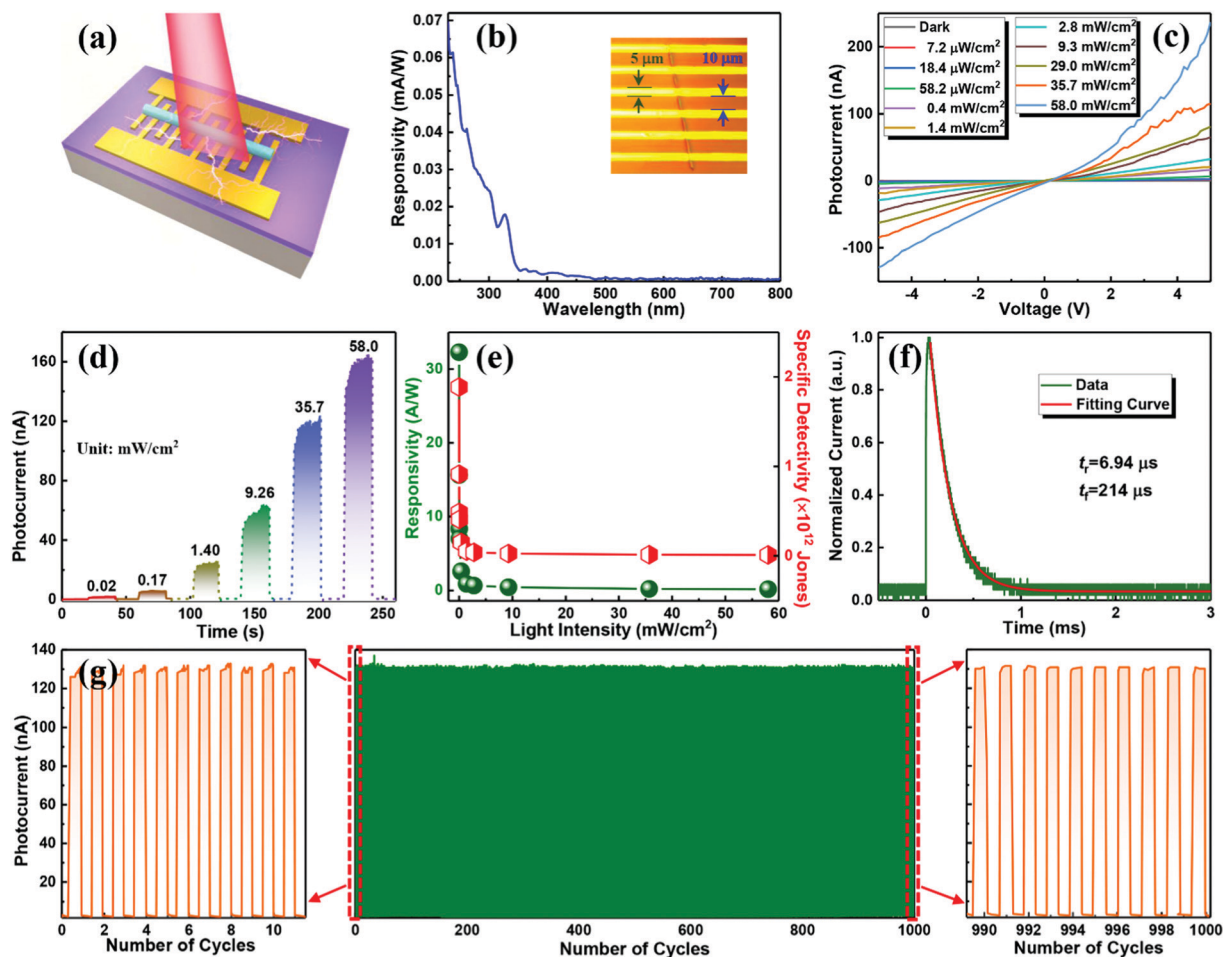 (a)
(b)
5 μm
10 μm
Responsivity (mA/W)
0.07
0.06
0.05
0.04
0.03
0.02
0.01
0.00
300 400 500 600 700 800
Wavelength (nm)
(c)
Dark
7.2 μW/cm²
18.4 μW/cm²
58.2 μW/cm²
0.4 mW/cm²
1.4 mW/cm²
2.8 mW/cm²
9.3 mW/cm²
29.0 mW/cm²
35.7 mW/cm²
58.0 mW/cm²
Photocurrent (nA)
200
100
0
-100
-4 -2 0 2 4
Voltage (V)
(d)
Unit: mW/cm²
0.02
0.17
1.40
9.26
35.7
58.0
Photocurrent (nA)
160
120
80
40
0
0 50 100 150 200 250
Time (s)
(e)
Responsivity (A/W)
30
20
10
0
Specific Detectivity (×10¹² Jones)
2
1
0
0 20 40 60
Light Intensity (mW/cm²)
(f)
Data
Fitting Curve
tᵣ=6.94 μs
t_f=214 μs
Normalized Current (a.u.)
1.0
0.8
0.6
0.4
0.2
0.0
0 1 2 3
Time (ms)
(g)
Photocurrent (nA)
140
120
100
80
60
40
20
0 2 4 6 8 10
Number of Cycles
0 200 400 600 800 1000
Number of Cycles
990 992 994 996 998 1000
Number of Cycles